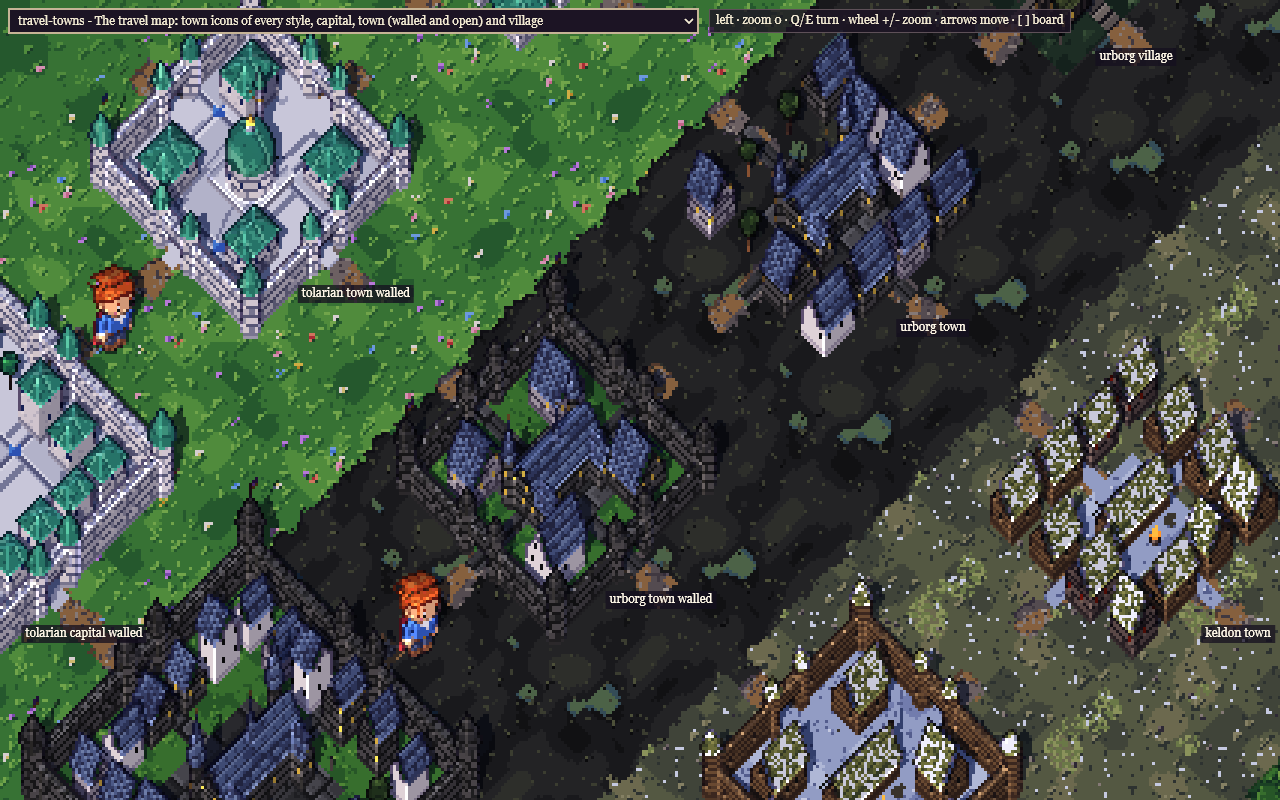 travel-towns - The travel map: town icons of every style, capital, town (walled and open) and village
left · zoom 0 · Q/E turn · wheel +/- zoom · arrows move · [ ] board
urborg village
tolarian town walled
urborg town
urborg town walled
tolarian capital walled
keldon town